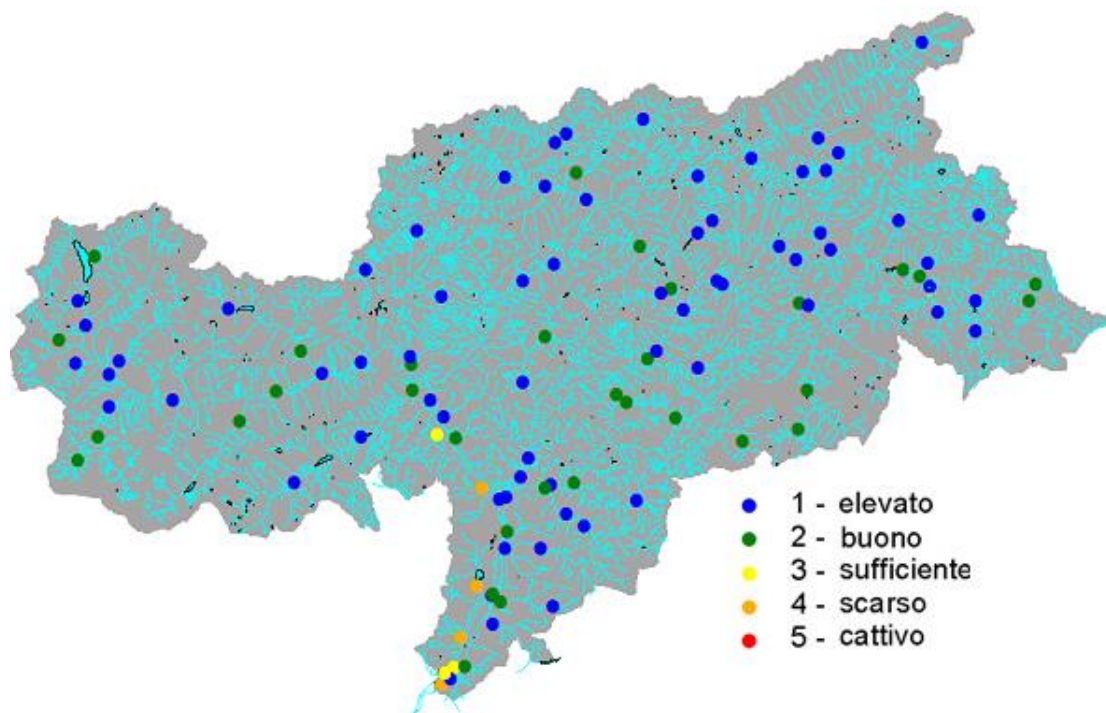 1 - elevato
2 - buono
3 - sufficiente
4 - scarso
5 - cattivo